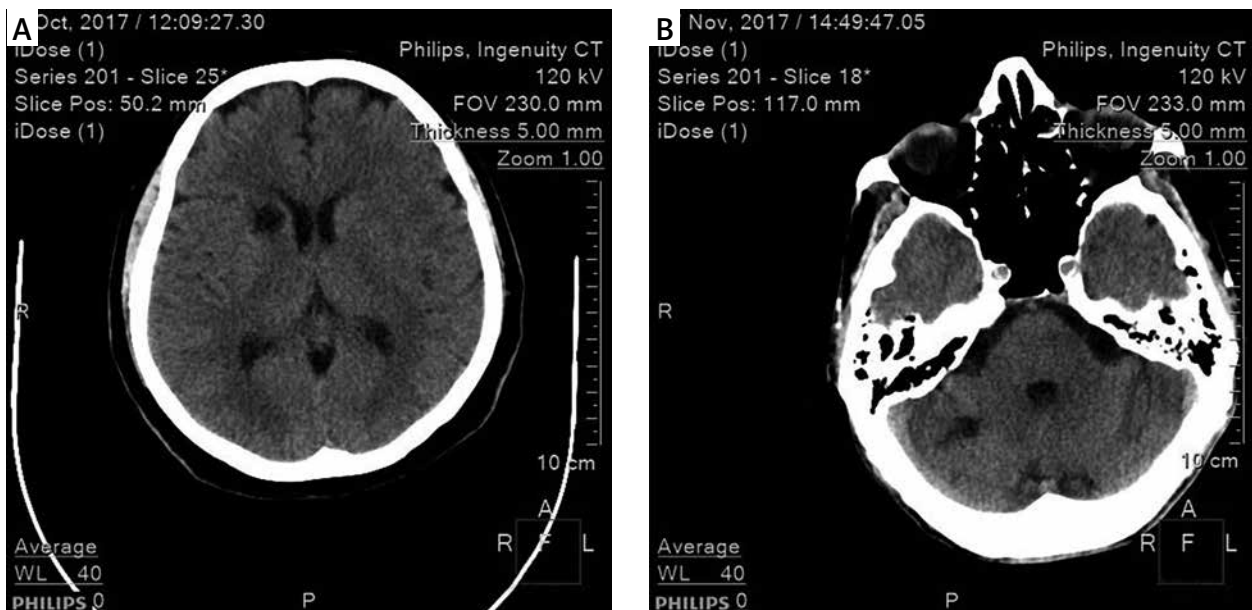 A
Oct, 2017 / 12:09:27.30
iDose (1)
Series 201 - Slice 25*
Slice Pos: 50.2 mm
iDose (1)
Philips, Ingenuity CT
120 kV
FOV 230.0 mm
Thickness 5.00 mm
Zoom 1.00
R
10 cm
A
R F L
Average
WL 40
PHILIPS 0
P
B
Nov, 2017 / 14:49:47.05
iDose (1)
Series 201 - Slice 18*
Slice Pos: 117.0 mm
iDose (1)
Philips, Ingenuity CT
120 kV
FOV 233.0 mm
Thickness 5.00 mm
Zoom 1.00
R
10 cm
A
R F L
Average
WL 40
PHILIPS 0
P